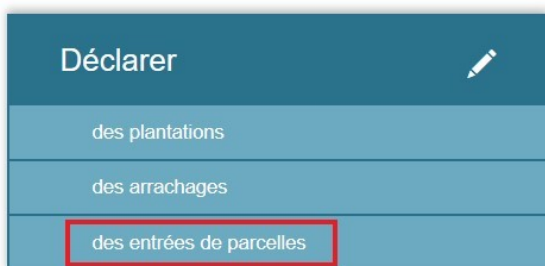 Déclarer
des plantations
des arrachages
des entrées de parcelles